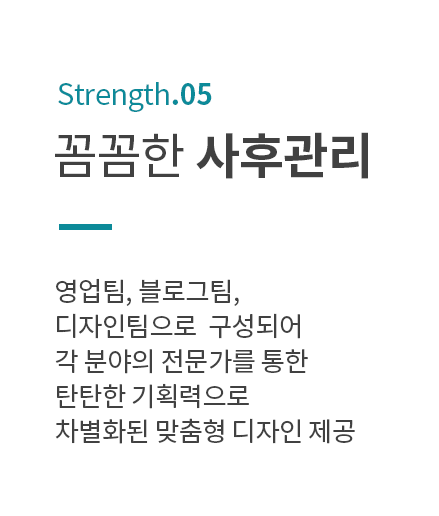 Strength.05
꼼꼼한 사후관리
영업팀, 블로그팀,
디자인팀으로 구성되어
각 분야의 전문가를 통한
탄탄한 기획력으로
차별화된 맞춤형 디자인 제공